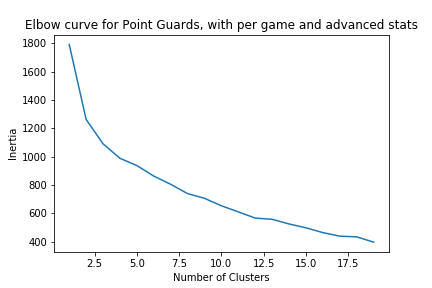 Elbow curve for Point Guards, with per game and advanced stats
1800
1600
1400
1200
1000
800
600
400
Inertia
2.5 5.0 7.5 10.0 12.5 15.0 17.5
Number of Clusters